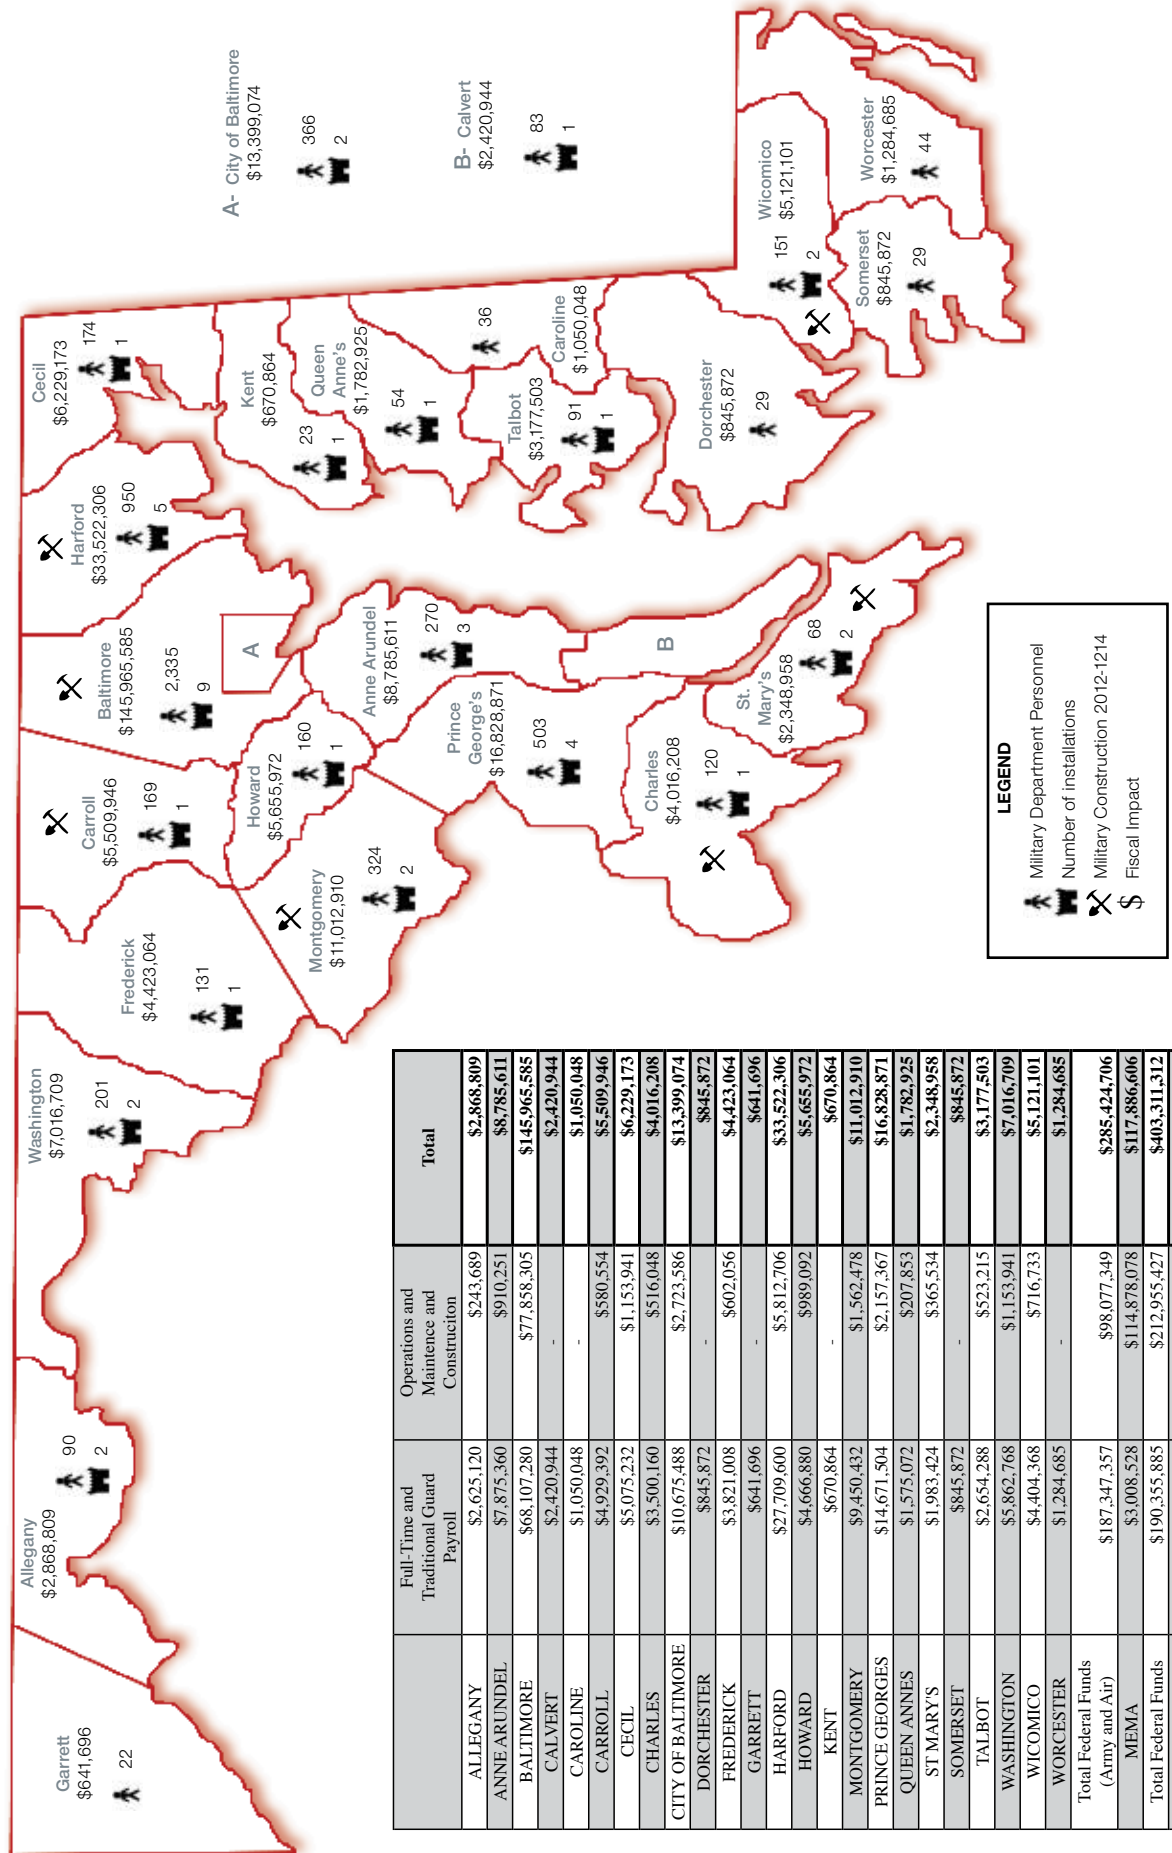 Garrett
$641,696
22
Allegany
$2,868,809
90
2
Washington
$7,016,709
201
2
Frederick
$4,423,064
131
1
Carroll
$5,509,946
169
1
Baltimore
$145,965,585
2,335
9
Harford
$33,522,306
950
5
Cecil
$6,229,173
174
1
Montgomery
$11,012,910
324
2
Howard
$5,655,972
160
1
A
Anne Arundel
$8,785,611
270
3
Kent
$670,864
23
1
Queen
Anne's
$1,782,925
54
1
Prince
George's
$16,828,871
503
4
B
Talbot
$3,177,503
91
1
36
Caroline
$1,050,048
Charles
$4,016,208
120
1
St.
Mary's
$2,348,958
68
2
Dorchester
$845,872
29
Wicomico
$5,121,101
151
2
Somerset
$845,872
29
Worcester
$1,284,685
44
A- City of Baltimore
$13,399,074
366
2
B- Calvert
$2,420,944
83
1
LEGEND
Military Department Personnel
Number of installations
Military Construction 2012-1214
$ Fiscal Impact
Full-Time and
Traditional Guard
Payroll
Operations and
Maintence and
Construciton
Total
ALLEGANY $2,625,120 $243,689 $2,868,809
ANNE ARUNDEL $7,875,360 $910,251 $8,785,611
BALTIMORE $68,107,280 $77,858,305 $145,965,585
CALVERT $2,420,944 - $2,420,944
CAROLINE $1,050,048 - $1,050,048
CARROLL $4,929,392 $580,554 $5,509,946
CECIL $5,075,232 $1,153,941 $6,229,173
CHARLES $3,500,160 $516,048 $4,016,208
CITY OF BALTIMORE $10,675,488 $2,723,586 $13,399,074
DORCHESTER $845,872 - $845,872
FREDERICK $3,821,008 $602,056 $4,423,064
GARRETT $641,696 - $641,696
HARFORD $27,709,600 $5,812,706 $33,522,306
HOWARD $4,666,880 $989,092 $5,655,972
KENT $670,864 - $670,864
MONTGOMERY $9,450,432 $1,562,478 $11,012,910
PRINCE GEORGES $14,671,504 $2,157,367 $16,828,871
QUEEN ANNES $1,575,072 $207,853 $1,782,925
ST MARY'S $1,983,424 $365,534 $2,348,958
SOMERSET $845,872 - $845,872
TALBOT $2,654,288 $523,215 $3,177,503
WASHINGTON $5,862,768 $1,153,941 $7,016,709
WICOMICO $4,404,368 $716,733 $5,121,101
WORCESTER $1,284,685 - $1,284,685
Total Federal Funds
(Army and Air) $187,347,357 $98,077,349 $285,424,706
MEMA $3,008,528 $114,878,078 $117,886,606
Total Federal Funds $190,355,885 $212,955,427 $403,311,312